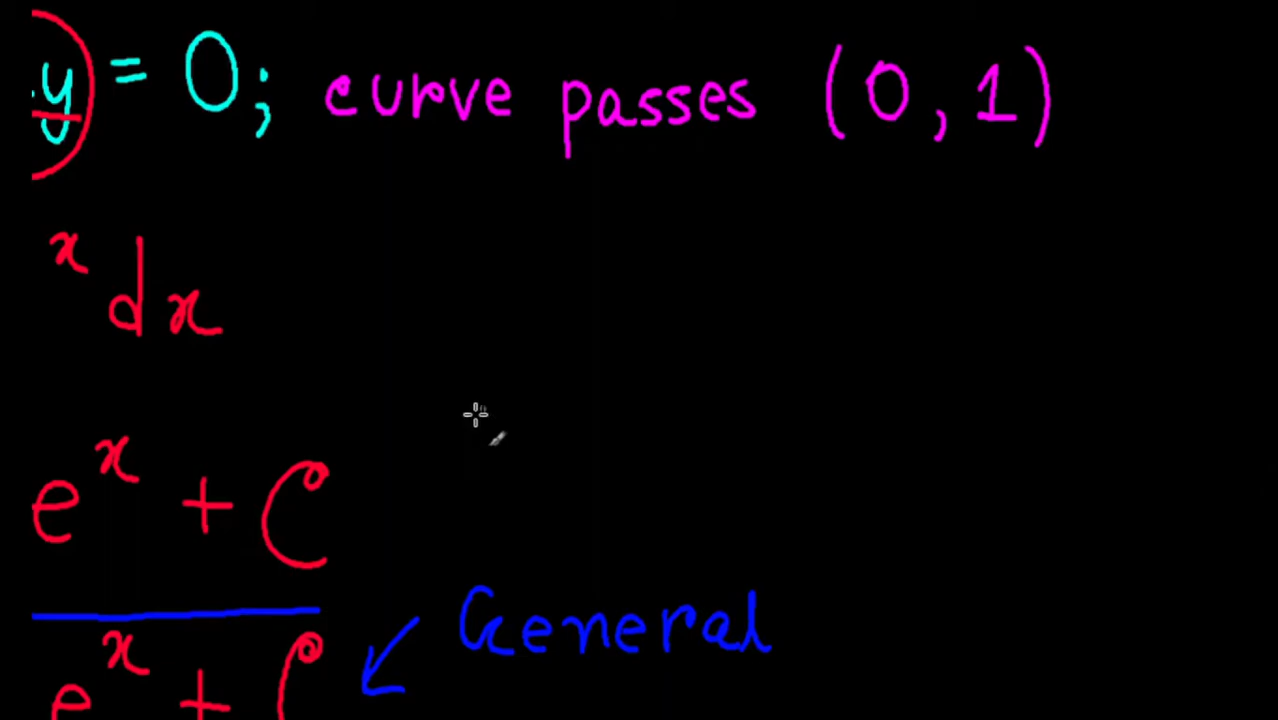 .y = 0; curve passes (0, 1)
x dx
e^x + C
General
e^x + C